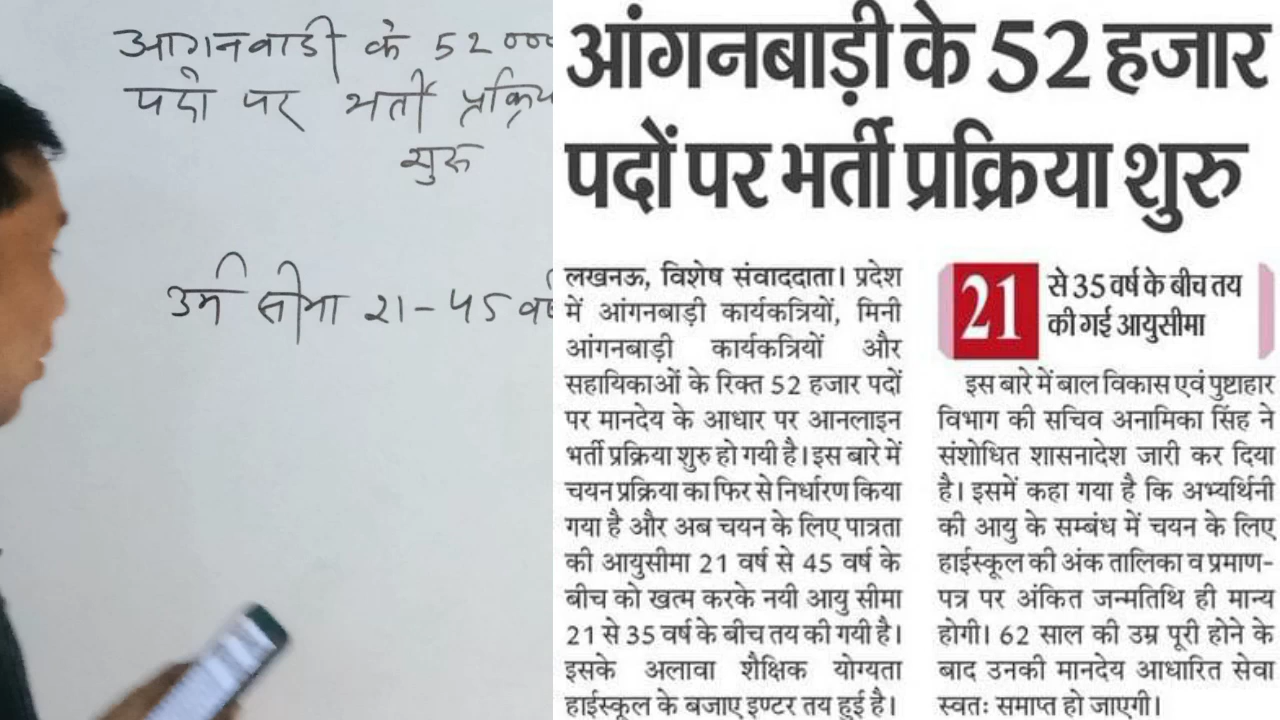 आगनवाडी के 52000
पदो पर भर्ती प्रक्रिय
शुरु
उर्म सीमा 21-45 वर्ष
आंगनबाड़ी के 52 हजार
पदों पर भर्ती प्रक्रिया शुरु
लखनऊ, विशेष संवाददाता। प्रदेश
में आंगनबाड़ी कार्यकत्रियों, मिनी
आंगनबाड़ी कार्यकत्रियों और
सहायिकाओं के रिक्त 52 हजार पदों
पर मानदेय के आधार पर आनलाइन
भर्ती प्रक्रिया शुरु हो गयी है। इस बारे में
चयन प्रक्रिया का फिर से निर्धारण किया
गया है और अब चयन के लिए पात्रता
की आयुसीमा 21 वर्ष से 45 वर्ष के
बीच को खत्म करके नयी आयु सीमा
21 से 35 वर्ष के बीच तय की गयी है।
इसके अलावा शैक्षिक योग्यता
हाईस्कूल के बजाए इण्टर तय हुई है।
21 से 35 वर्ष के बीच तय
की गई आयुसीमा
इस बारे में बाल विकास एवं पुष्टाहार
विभाग की सचिव अनामिका सिंह ने
संशोधित शासनादेश जारी कर दिया
है। इसमें कहा गया है कि अभ्यर्थिनी
की आयु के सम्बंध में चयन के लिए
हाईस्कूल की अंक तालिका व प्रमाण-
पत्र पर अंकित जन्मतिथि ही मान्य
होगी। 62 साल की उम्र पूरी होने के
बाद उनकी मानदेय आधारित सेवा
स्वतः समाप्त हो जाएगी।